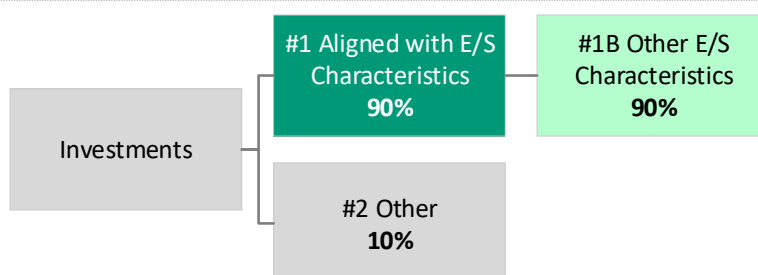 #1 Aligned with E/S
Characteristics
90%
#1B Other E/S
Characteristics
90%
Investments
#2 Other
10%